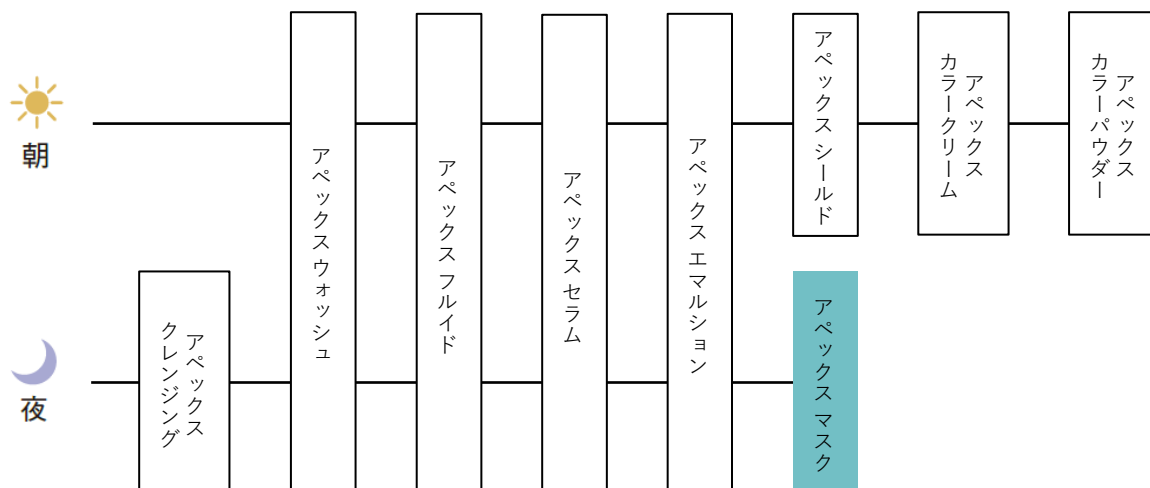 朝
アペックス ウォッシュ
アペックス フルイド
アペックス セラム
アペックス エマルション
アペックス シールド
アペックス
カラークリーム
アペックス
カラーパウダー
夜
アペックス
クレンジング
アペックス マスク